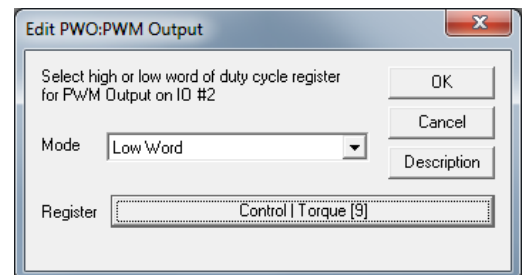 Edit PWO:PWM Output
Select high or low word of duty cycle register
for PWM Output on IO #2
OK
Cancel
Mode
Low Word
Description
Register
Control | Torque [9]